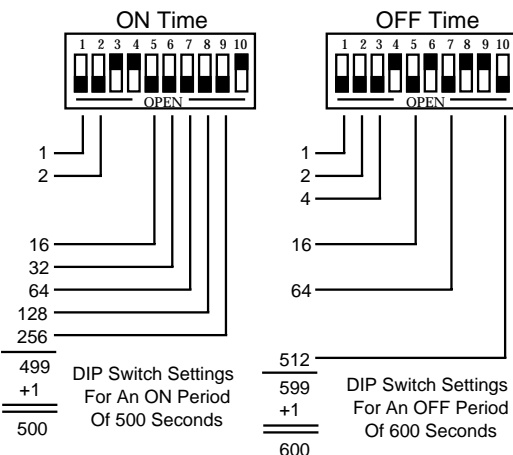 ON Time
1 2 3 4 5 6 7 8 9 10
OPEN
1
2
16
32
64
128
256
499
+1
500
DIP Switch Settings
For An ON Period
Of 500 Seconds
OFF Time
1 2 3 4 5 6 7 8 9 10
OPEN
1
2
4
16
64
512
599
+1
600
DIP Switch Settings
For An OFF Period
Of 600 Seconds